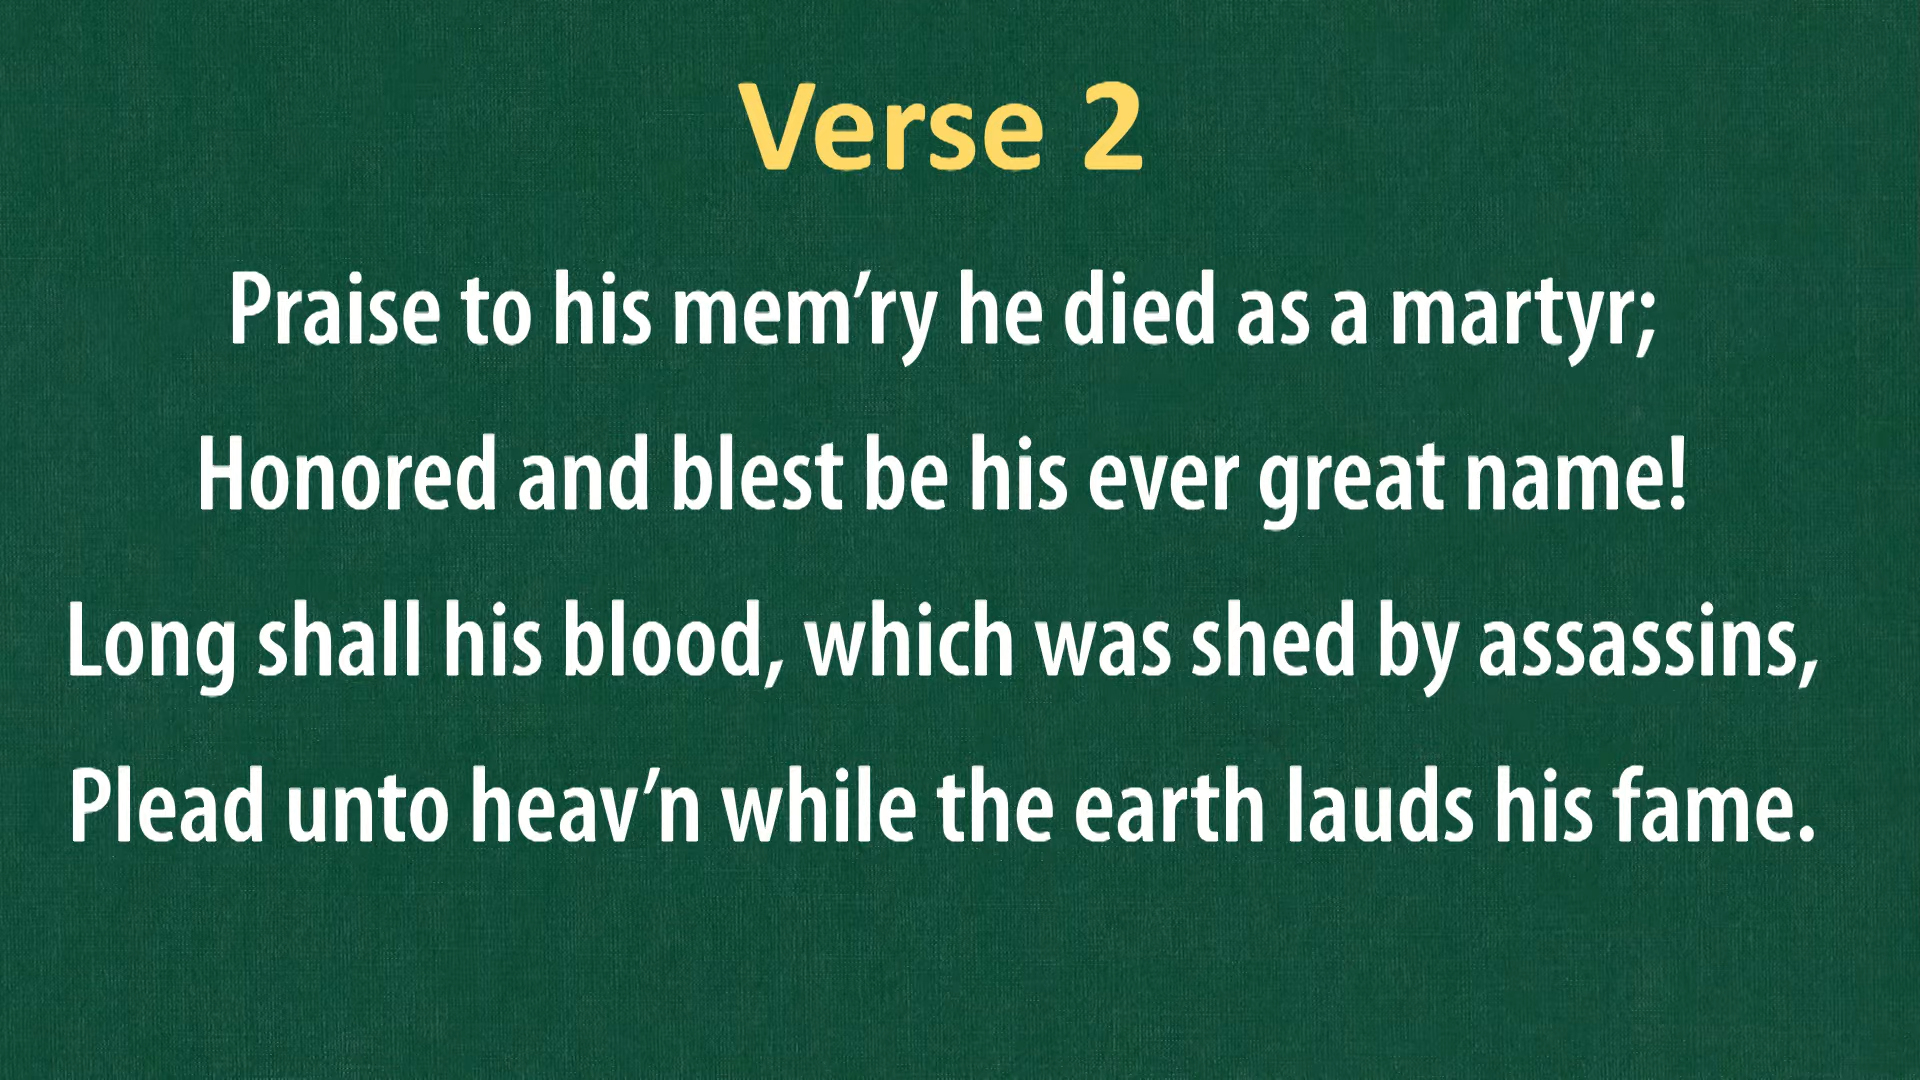 Verse 2
Praise to his mem’ry he died as a martyr;
Honored and blest be his ever great name!
Long shall his blood, which was shed by assassins,
Plead unto heav’n while the earth lauds his fame.